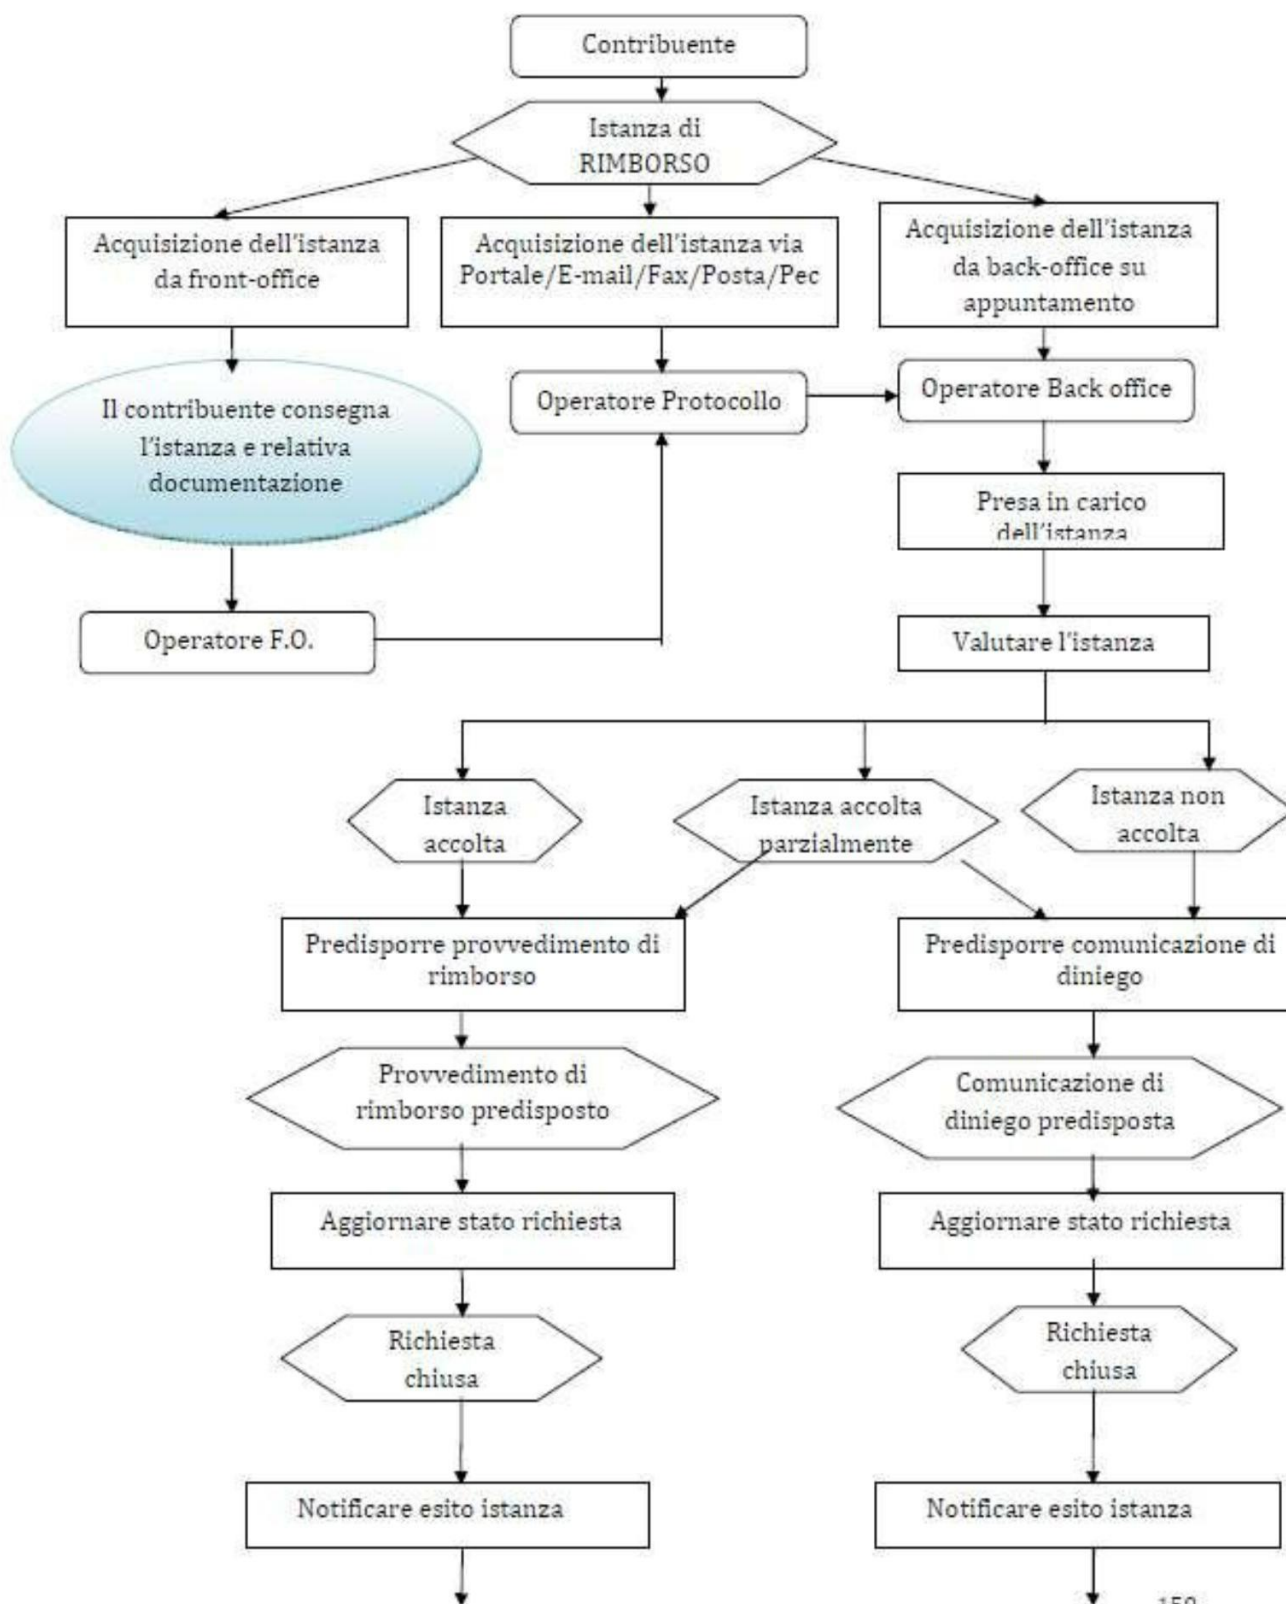 Contribuente
Istanza di
RIMBORSO
Acquisizione dell'istanza
da front-office
Acquisizione dell'istanza via
Portale/E-mail/Fax/Posta/Pec
Acquisizione dell'istanza
da back-office su
appuntamento
Il contribuente consegna
l'istanza e relativa
documentazione
Operatore Protocollo
Operatore Back office
Presa in carico
dell'istanza
Operatore F.O.
Valutare l'istanza
Istanza
accolta
Istanza accolta
parzialmente
Istanza non
accolta
Predisporre provvedimento di
rimborso
Predisporre comunicazione di
diniego
Provvedimento di
rimborso predisposto
Comunicazione di
diniego predisposta
Aggiornare stato richiesta
Aggiornare stato richiesta
Richiesta
chiusa
Richiesta
chiusa
Notificare esito istanza
Notificare esito istanza